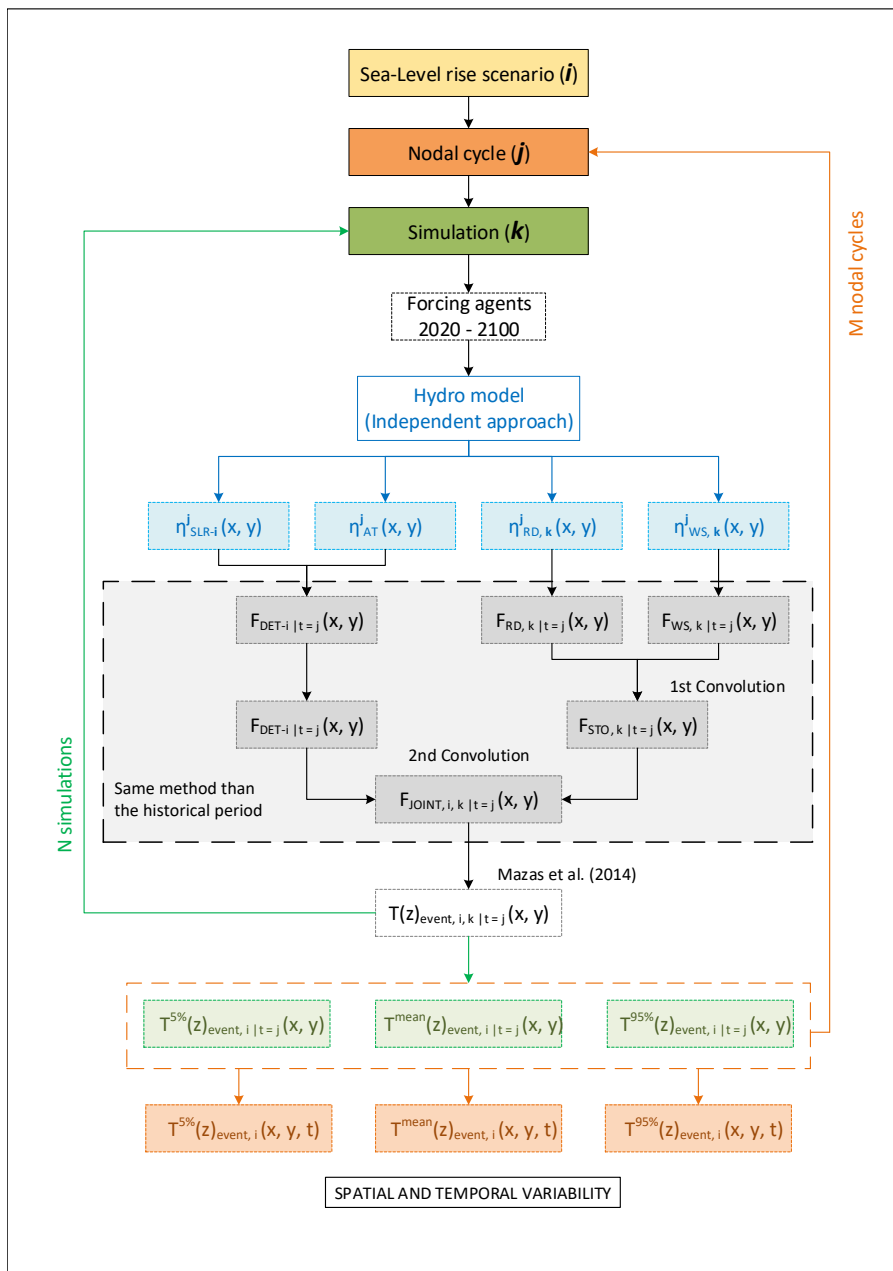 Sea-Level rise scenario (i)
Nodal cycle (j)
Simulation (k)
Forcing agents
2020 - 2100
Hydro model
(Independent approach)
η^j_SLR-i(x, y)
η^j_AT(x, y)
η^j_RD, k(x, y)
η^j_WS, k(x, y)
F_DET-i | t = j(x, y)
F_RD, k | t = j(x, y)
F_WS, k | t = j(x, y)
1st Convolution
F_DET-i | t = j(x, y)
F_STO, k | t = j(x, y)
2nd Convolution
Same method than
the historical period
F_JOINT, i, k | t = j(x, y)
Mazas et al. (2014)
T(z)_event, i, k | t = j(x, y)
N simulations
M nodal cycles
T^5%(z)_event, i | t = j(x, y)
T^mean(z)_event, i | t = j(x, y)
T^95%(z)_event, i | t = j(x, y)
T^5%(z)_event, i(x, y, t)
T^mean(z)_event, i(x, y, t)
T^95%(z)_event, i(x, y, t)
SPATIAL AND TEMPORAL VARIABILITY